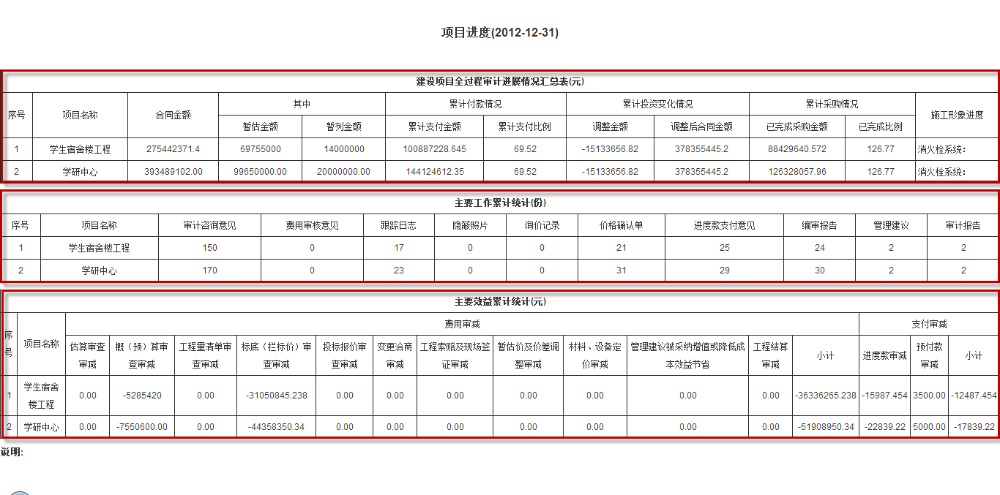 项目进度(2012-12-31)
建设项目全过程审计进展情况汇总表(元)
序号 项目名称 合同金额 其中 累计付款情况 累计投资变化情况 累计采购情况 施工形象进度
暂估金额 暂列金额 累计支付金额 累计支付比例 调整金额 调整后合同金额 已完成采购金额 已完成比例
1 学生宿舍楼工程 275442371.4 69755000 14000000 100887228.645 69.52 -15133656.82 378355445.2 88429640.572 126.77 消火栓系统:
2 学研中心 393489102.00 99650000.00 20000000.00 144124612.35 69.52 -15133656.82 378355445.2 126328057.96 126.77 消火栓系统:
主要工作累计统计(份)
序号 项目名称 审计咨询意见 费用审核意见 跟踪日志 隐蔽照片 询价记录 价格确认单 进度款支付意见 编审报告 管理建议 审计报告
1 学生宿舍楼工程 150 0 17 0 0 21 25 24 2 2
2 学研中心 170 0 23 0 0 31 29 30 2 2
主要效益累计统计(元)
序号 项目名称 费用审减 支付审减
估算审查审减 概（预）算审查审减 工程量清单审查审减 标底（拦标价）审查审减 投标报价审查审减 变更洽商审减 工程索赔及现场签证审减 暂估价及价差调整审减 材料、设备定价审减 管理建议被采纳增值或降低成本效益节省 工程结算审减 小计 进度款审减 预付款审减 小计
1 学生宿舍楼工程 0.00 -5285420 0.00 -31050845.238 0.00 0.00 0.00 0.00 0.00 0.00 0.00 -36336265.238 -15987.454 3500.00 -12487.454
2 学研中心 0.00 -7550600.00 0.00 -44358350.34 0.00 0.00 0.00 0.00 0.00 0.00 0.00 -51908950.34 -22839.22 5000.00 -17839.22
说明: